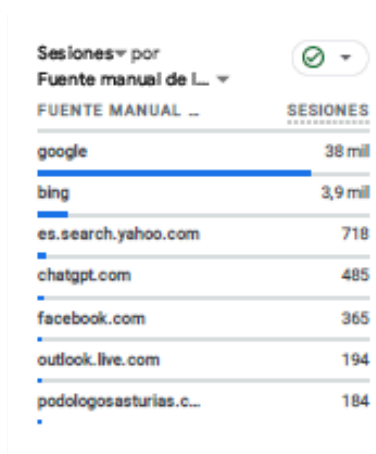 Sesiones por
Fuente manual de l...
FUENTE MANUAL ... SESIONES
google 38 mil
bing 3,9 mil
es.search.yahoo.com 718
chatgpt.com 485
facebook.com 365
outlook.live.com 194
podologosasturias.c... 184